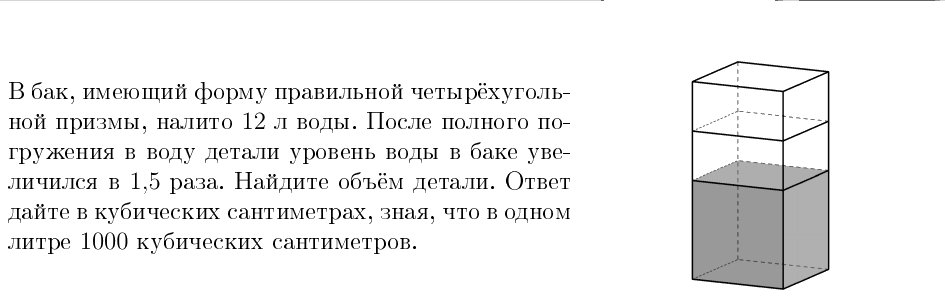 В бак, имеющий форму правильной четырёхуголь-
ной призмы, налито 12 л воды. После полного по-
гружения в воду детали уровень воды в баке уве-
личился в 1,5 раза. Найдите объём детали. Ответ
дайте в кубических сантиметрах, зная, что в одном
литре 1000 кубических сантиметров.